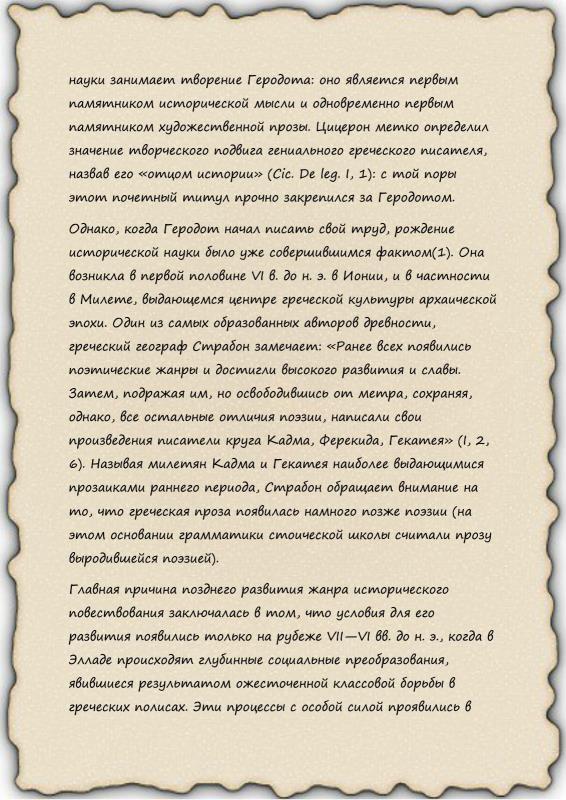 науки занимает творение Геродота: оно является первым
памятником исторической мысли и одновременно первым
памятником художественной прозы. Цицерон метко определил
значение творческого подвига гениального греческого писателя,
назвав его «отцом истории» (Cic. De leg. I, 1): с той поры
этот почетный титул прочно закрепился за Геродотом.
Однако, когда Геродот начал писать свой труд, рождение
исторической науки было уже совершившимся фактом(1). Она
возникла в первой половине VI в. до н. э. в Ионии, и в частности
в Милете, выдающемся центре греческой культуры архаической
эпохи. Один из самых образованных авторов древности,
греческий географ Страбон замечает: «Ранее всех появились
поэтические жанры и достигли высокого развития и славы.
Затем, подражая им, но освободившись от метра, сохраняя,
однако, все остальные отличия поэзии, написали свои
произведения писатели круга Кадма, Ферекида, Гекатея» (I, 2,
6). Называя милетян Кадма и Гекатея наиболее выдающимися
прозаиками раннего периода, Страбон обращает внимание на
то, что греческая проза появилась намного позже поэзии (на
этом основании грамматики стоической школы считали прозу
выродившейся поэзией).
Главная причина позднего развития жанра исторического
повествования заключалась в том, что условия для его
развития появились только на рубеже VII—VI вв. до н. э., когда в
Элладе происходят глубинные социальные преобразования,
явившиеся результатом ожесточенной классовой борьбы в
греческих полисах. Эти процессы с особой силой проявились в